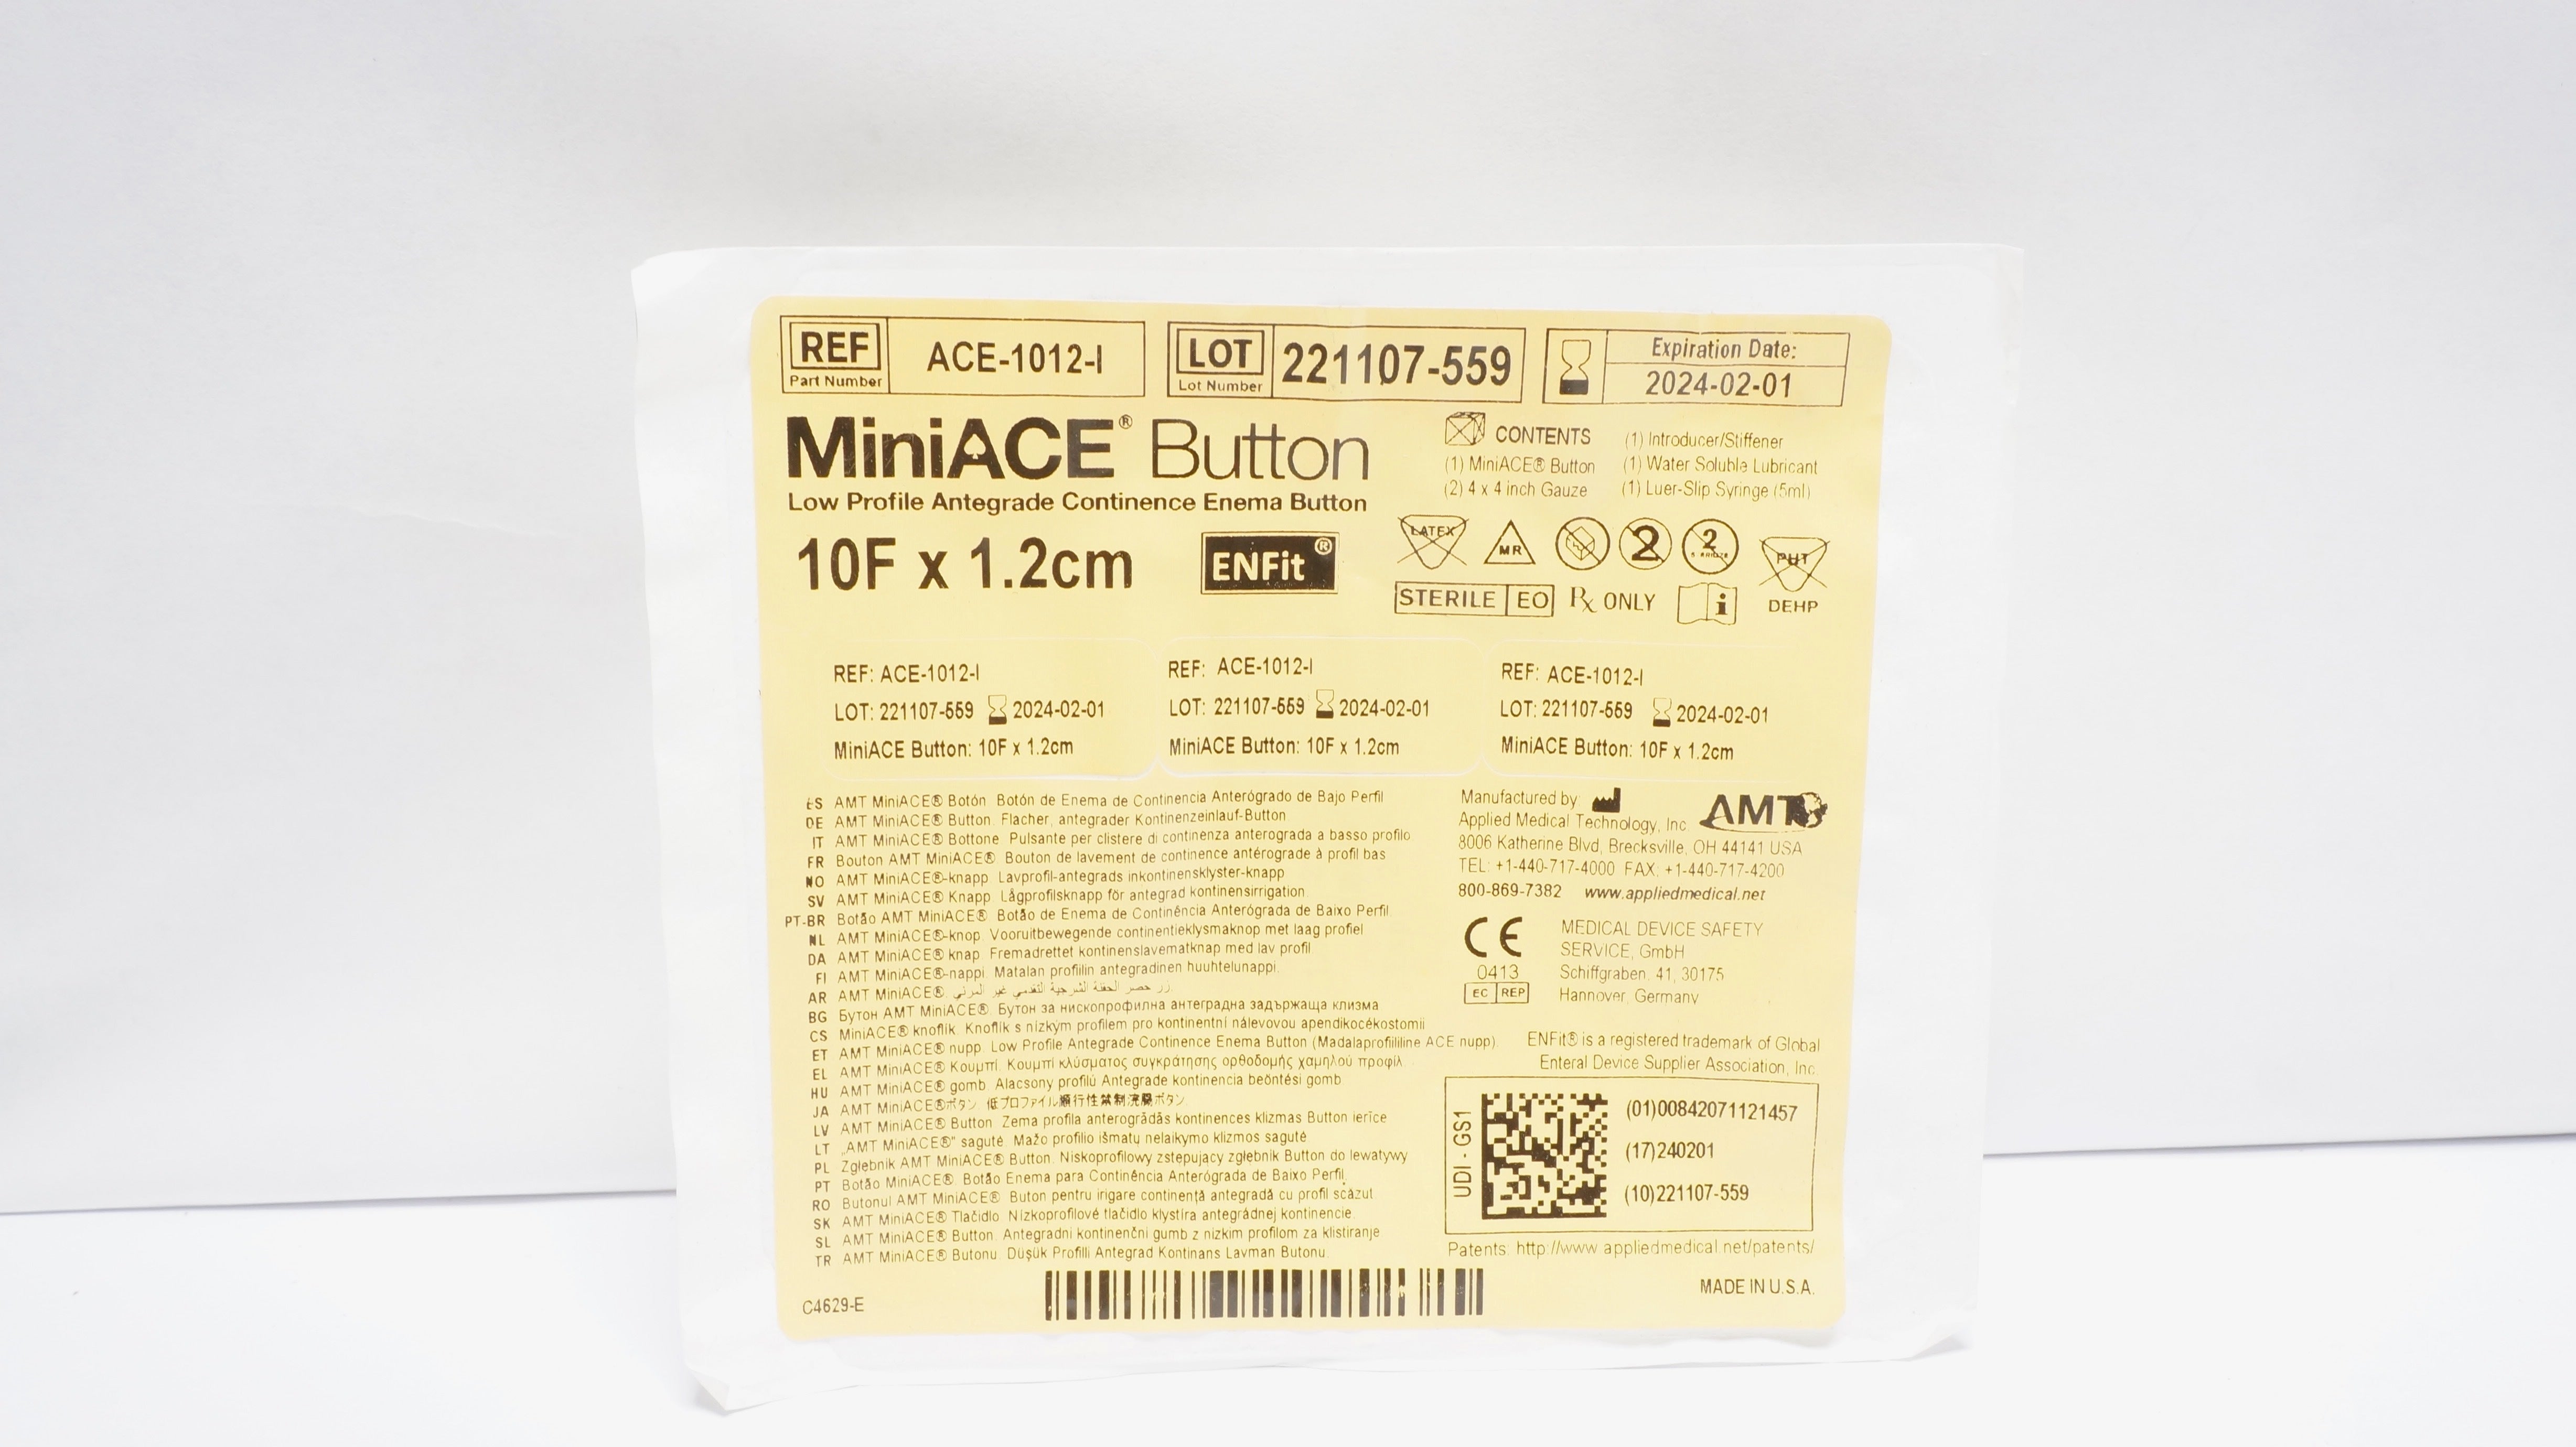 REF
Part Number
ACE-1012-I
LOT
Lot Number
221107-559
Expiration Date:
2024-02-01
MiniACE® Button
Low Profile Antegrade Continence Enema Button
10F x 1.2cm
ENFit®
CONTENTS
(1) MiniACE® Button
(2) 4 x 4 inch Gauze
(1) Introducer/Stiffener
(1) Water Soluble Lubricant
(1) Luer-Slip Syringe (5ml)
LATEX
MR
2
2
PHT
DEHP
STERILE EO
Rx ONLY
REF: ACE-1012-I
LOT: 221107-559 2024-02-01
MiniACE Button: 10F x 1.2cm
REF: ACE-1012-I
LOT: 221107-559 2024-02-01
MiniACE Button: 10F x 1.2cm
REF: ACE-1012-I
LOT: 221107-559 2024-02-01
MiniACE Button: 10F x 1.2cm
ES AMT MiniACE® Botón. Botón de Enema de Continencia Anterógrado de Bajo Perfil
DE AMT MiniACE® Button. Flacher, antegrader Kontinenzeinlauf-Button
IT AMT MiniACE® Bottone. Pulsante per clistere di continenza anterograda a basso profilo
FR Bouton AMT MiniACE®. Bouton de lavement de continence antérograde à profil bas
NO AMT MiniACE®-knapp. Lavprofil-antegrads inkontinensklyster-knapp
SV AMT MiniACE® Knapp. Lågprofilsknapp för antegrad kontinensirrigation
PT-BR Botão AMT MiniACE®. Botão de Enema de Continência Anterógrada de Baixo Perfil
NL AMT MiniACE®-knop. Vooruitbewegende continentieklysmaknop met laag profiel
DA AMT MiniACE® knap. Fremadrettet kontinenslavematknap med lav profil
FI AMT MiniACE®-nappi. Matalan profiilin antegradinen huuhtelunappi.
AR AMT MiniACE®. زر حصر الحقنة الشرجية التقدمي غير المرئي.
BG Бутон AMT MiniACE®. Бутон за нископрофилна антеградна задържаща клизма
CS MiniACE® knoflík. Knoflík s nízkým profilem pro kontinentní nálevovou apendikocékostomii
ET AMT MiniACE® nupp. Low Profile Antegrade Continence Enema Button (Madalaprofiililine ACE nupp).
EL AMT MiniACE® Κουμπί. Κουμπί κλύσματος συγκράτησης ορθοδομής χαμηλού προφίλ.
HU AMT MiniACE® gomb. Alacsony profilú Antegrade kontinencia beöntési gomb
JA AMT MiniACE®ボタン 低プロファイル順行性禁制浣腸ボタン
LV AMT MiniACE® Button. Zema profila anterogrādās kontinences klizmas Button ierīce
LT „AMT MiniACE®“ sagutė. Mažo profilio išmatų nelaikymo klizmos sagutė
PL Zgłębnik AMT MiniACE® Button. Niskoprofilowy zstępujący zgłębnik Button do lewatywy
PT Botão MiniACE®. Botão Enema para Continência Anterógrada de Baixo Perfil.
RO Butonul AMT MiniACE®. Buton pentru irigare continentă antegradă cu profil scăzut
SK AMT MiniACE® Tlačidlo. Nízkoprofilové tlačidlo klystíra antegrádnej kontinencie.
SL AMT MiniACE® Button. Antegradni kontinenčni gumb z nizkim profilom za klistiranje
TR AMT MiniACE® Butonu. Düşük Profilli Antegrad Kontinans Lavman Butonu.
C4629-E
Manufactured by
AMT
Applied Medical Technology, Inc.
8006 Katherine Blvd, Brecksville, OH 44141 USA
TEL: +1-440-717-4000 FAX: +1-440-717-4200
800-869-7382 www.appliedmedical.net
CE
0413
EC REP
MEDICAL DEVICE SAFETY
SERVICE, GmbH
Schiffgraben, 41, 30175
Hannover, Germany
ENFit® is a registered trademark of Global
Enteral Device Supplier Association, Inc.
UDI - GS1
(01)00842071121457
(17)240201
(10)221107-559
Patents: http://www.appliedmedical.net/patents/
MADE IN U.S.A.